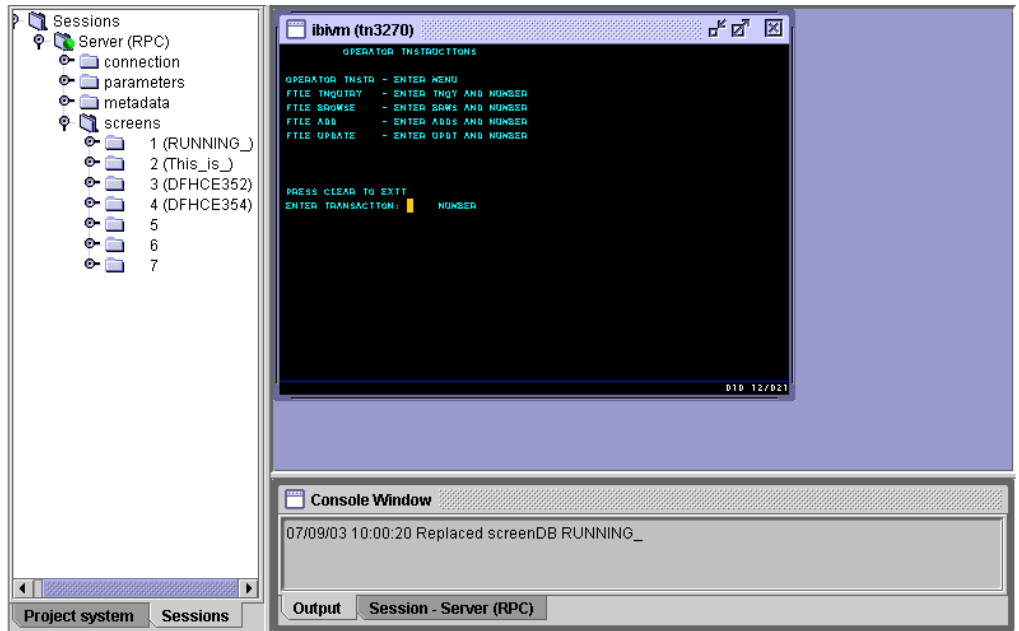 Sessions
Server (RPC)
connection
parameters
metadata
screens
1 (RUNNING_)
2 (This_is_)
3 (DFHCE352)
4 (DFHCE354)
5
6
7
Project system
Sessions
ibivm (tn3270)
OPERATOR INSTRUCTIONS
OPERATOR INSTR - ENTER MENU
FILE INQUIRY - ENTER INQY AND NUMBER
FILE BROWSE - ENTER BRWS AND NUMBER
FILE ADD - ENTER ADDS AND NUMBER
FILE UPDATE - ENTER UPDT AND NUMBER
PRESS CLEAR TO EXIT
ENTER TRANSACTION: NUMBER
010 12/021
Console Window
07/09/03 10:00:20 Replaced screenDB RUNNING_
Output
Session - Server (RPC)